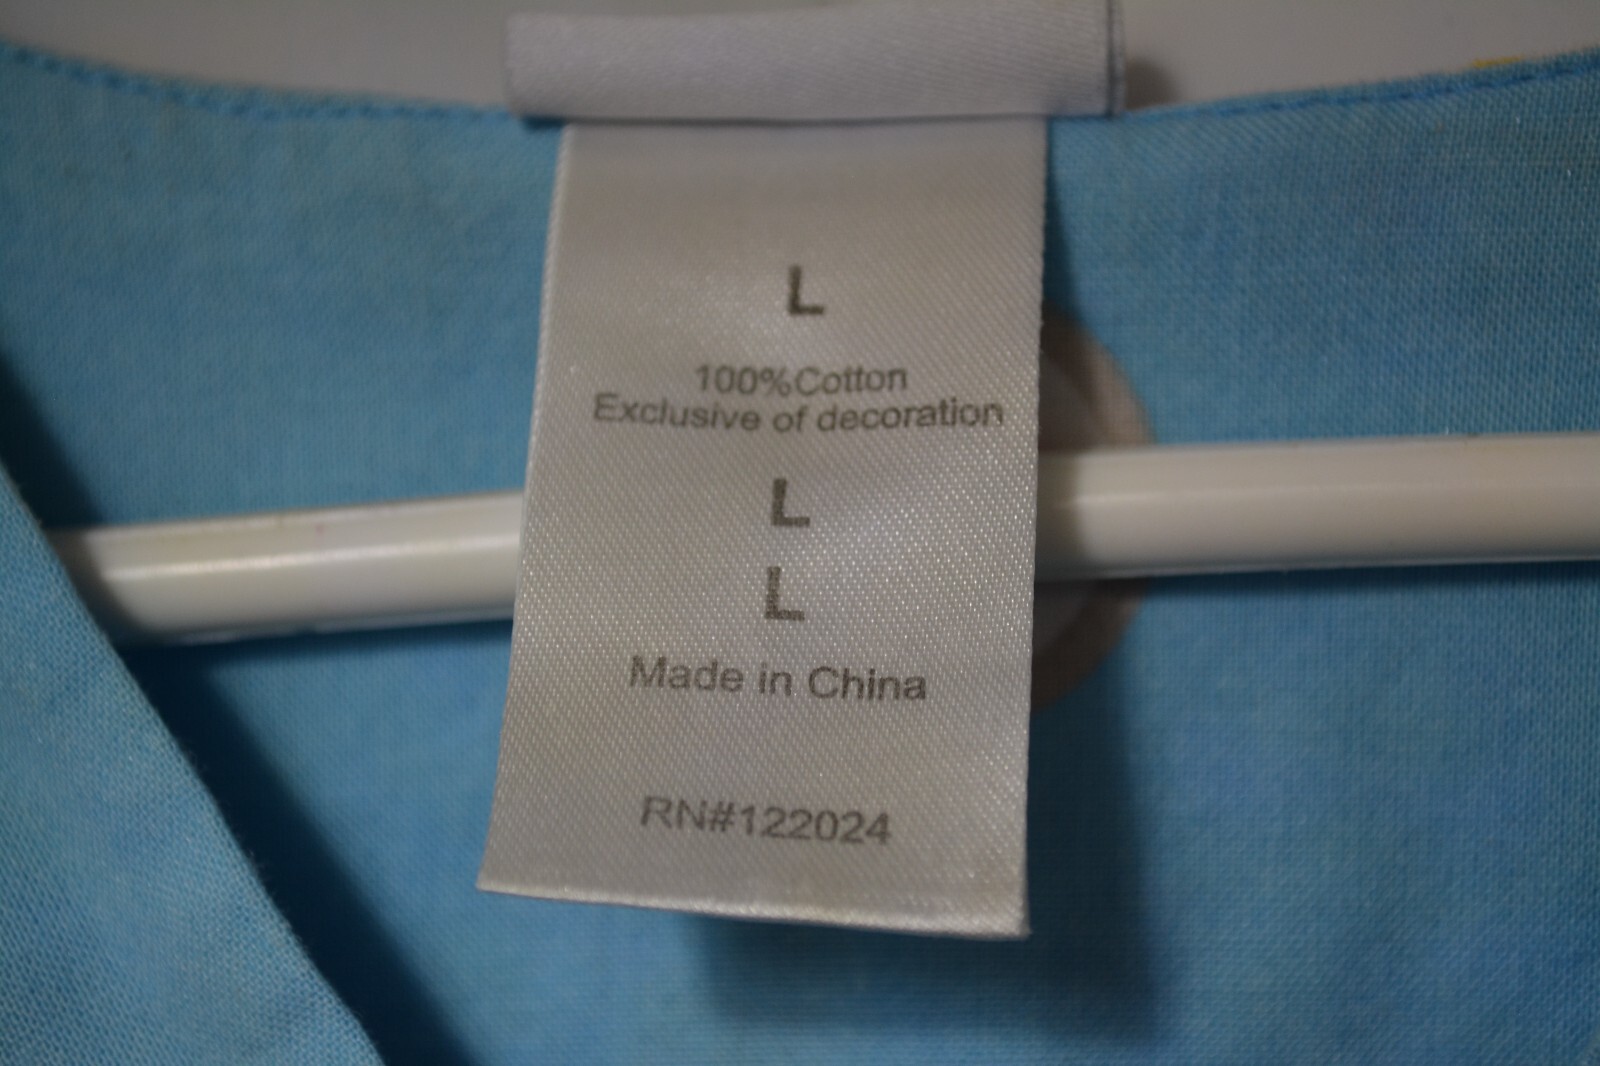 L
100%Cotton
Exclusive of decoration
L
L
Made in China
RN#122024